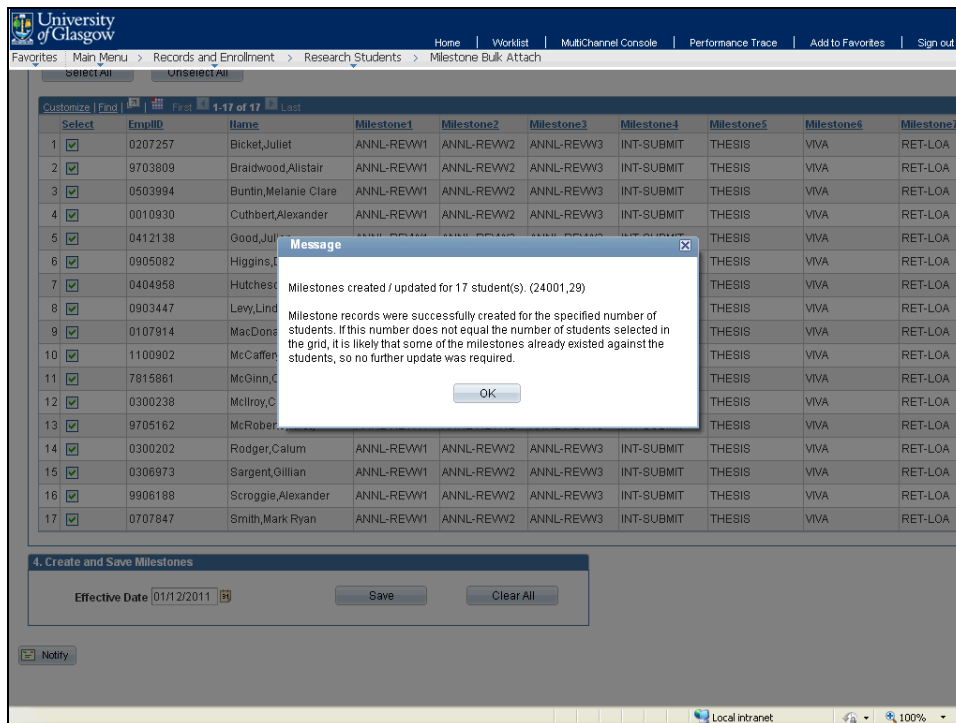 University
of Glasgow
Home | Worklist | MultiChannel Console | Performance Trace | Add to Favorites | Sign out
Favorites Main Menu > Records and Enrollment > Research Students > Milestone Bulk Attach
Select All Unselect All
Customize | Find | First 1-17 of 17 Last
Select EmplID Name Milestone1 Milestone2 Milestone3 Milestone4 Milestone5 Milestone6 Milestone7
1 0207257 Bicket,Juliet ANNL-REVW1 ANNL-REVW2 ANNL-REVW3 INT-SUBMIT THESIS VIVA RET-LOA
2 9703809 Braidwood,Alistair ANNL-REVW1 ANNL-REVW2 ANNL-REVW3 INT-SUBMIT THESIS VIVA RET-LOA
3 0503994 Buntin,Melanie Clare ANNL-REVW1 ANNL-REVW2 ANNL-REVW3 INT-SUBMIT THESIS VIVA RET-LOA
4 0010930 Cuthbert,Alexander ANNL-REVW1 ANNL-REVW2 ANNL-REVW3 INT-SUBMIT THESIS VIVA RET-LOA
5 0412138 THESIS VIVA RET-LOA
6 0905082 Higgins, THESIS VIVA RET-LOA
7 0404958 THESIS VIVA RET-LOA
8 0903447 Levy,Lind THESIS VIVA RET-LOA
9 0107914 MacDona THESIS VIVA RET-LOA
10 1100902 McCaffer THESIS VIVA RET-LOA
11 7815861 McGinn, THESIS VIVA RET-LOA
12 0300238 McIlroy,C THESIS VIVA RET-LOA
13 9705162 McRober THESIS VIVA RET-LOA
14 0300202 Rodger,Calum ANNL-REVW1 ANNL-REVW2 ANNL-REVW3 INT-SUBMIT THESIS VIVA RET-LOA
15 0306973 Sargent,Gillian ANNL-REVW1 ANNL-REVW2 ANNL-REVW3 INT-SUBMIT THESIS VIVA RET-LOA
16 9906188 Scroggie,Alexander ANNL-REVW1 ANNL-REVW2 ANNL-REVW3 INT-SUBMIT THESIS VIVA RET-LOA
17 0707847 Smith,Mark Ryan ANNL-REVW1 ANNL-REVW2 ANNL-REVW3 INT-SUBMIT THESIS VIVA RET-LOA
Message
Milestones created / updated for 17 student(s). (24001,29)
Milestone records were successfully created for the specified number of
students. If this number does not equal the number of students selected in
the grid, it is likely that some of the milestones already existed against the
students, so no further update was required.
OK
4. Create and Save Milestones
Effective Date 01/12/2011 Save Clear All
Notify
Local intranet 100%